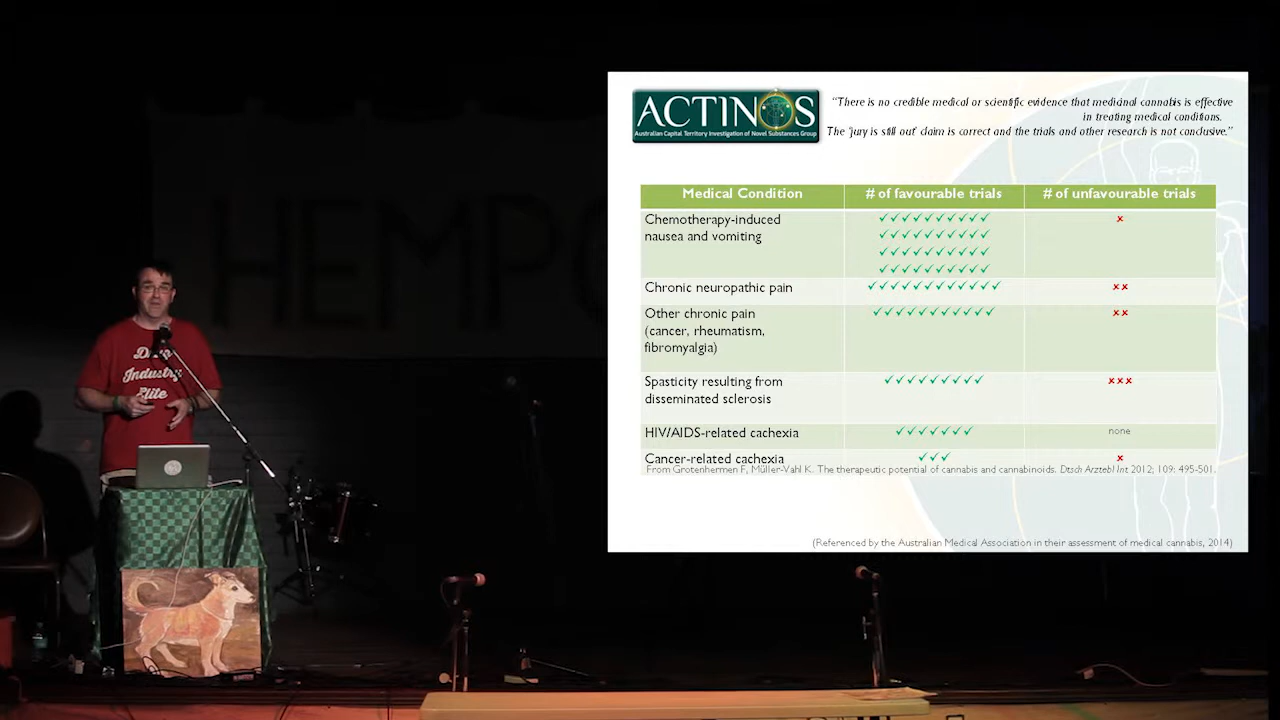 HEMP
Drug
Industry
Elite
ACTINOS
Australian Capital Territory Investigation of Novel Substances Group
“There is no credible medical or scientific evidence that medicinal cannabis is effective
in treating medical conditions.
The ‘jury is still out’ claim is correct and the trials and other research is not conclusive.”
Medical Condition # of favourable trials # of unfavourable trials
Chemotherapy-induced ✓✓✓✓✓✓✓✓✓✓ ✗
nausea and vomiting ✓✓✓✓✓✓✓✓✓✓
✓✓✓✓✓✓✓✓✓✓
✓✓✓✓✓✓✓✓✓✓
Chronic neuropathic pain ✓✓✓✓✓✓✓✓✓✓✓✓ ✗✗
Other chronic pain ✓✓✓✓✓✓✓✓✓✓✓ ✗✗
(cancer, rheumatism,
fibromyalgia)
Spasticity resulting from ✓✓✓✓✓✓✓✓✓ ✗✗✗
disseminated sclerosis
HIV/AIDS-related cachexia ✓✓✓✓✓✓✓ none
Cancer-related cachexia ✓✓✓ ✗
From Grotenhermen F, Müller-Vahl K. The therapeutic potential of cannabis and cannabinoids. Dtsch Arztebl Int 2012; 109: 495-501.
(Referenced by the Australian Medical Association in their assessment of medical cannabis, 2014)